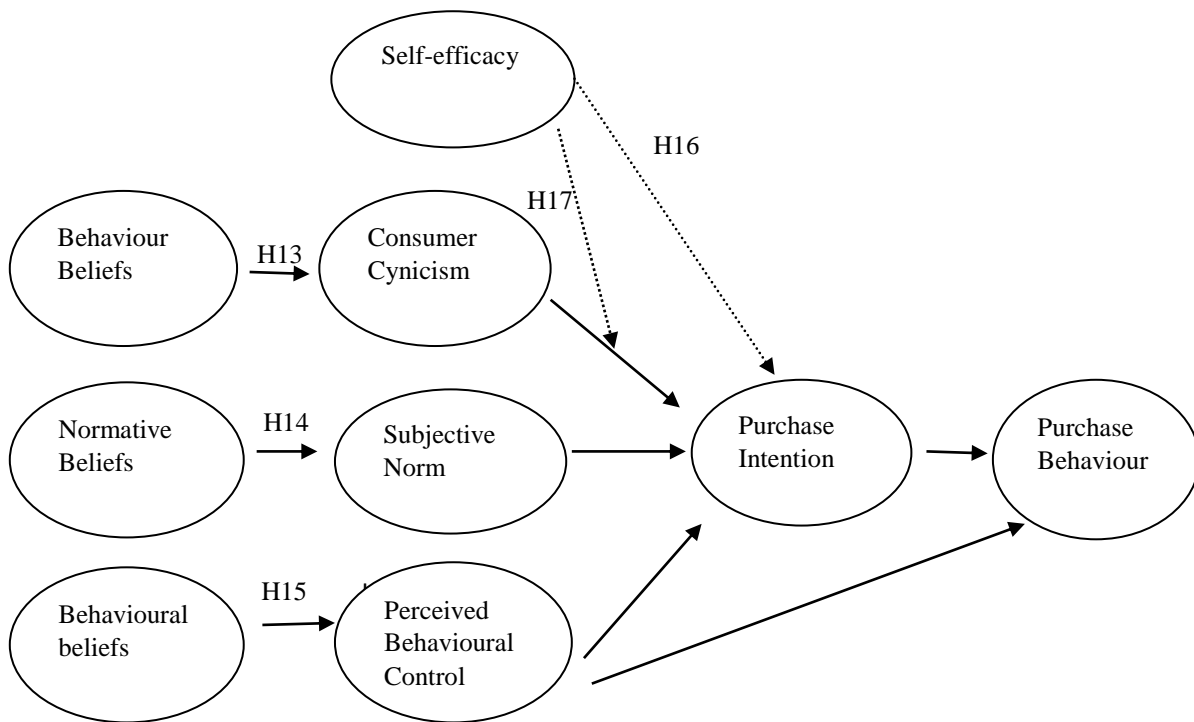 Self-efficacy
H16
H17
Behaviour
Beliefs
H13
Consumer
Cynicism
Normative
Beliefs
H14
Subjective
Norm
Purchase
Intention
Purchase
Behaviour
Behavioural
beliefs
H15
Perceived
Behavioural
Control